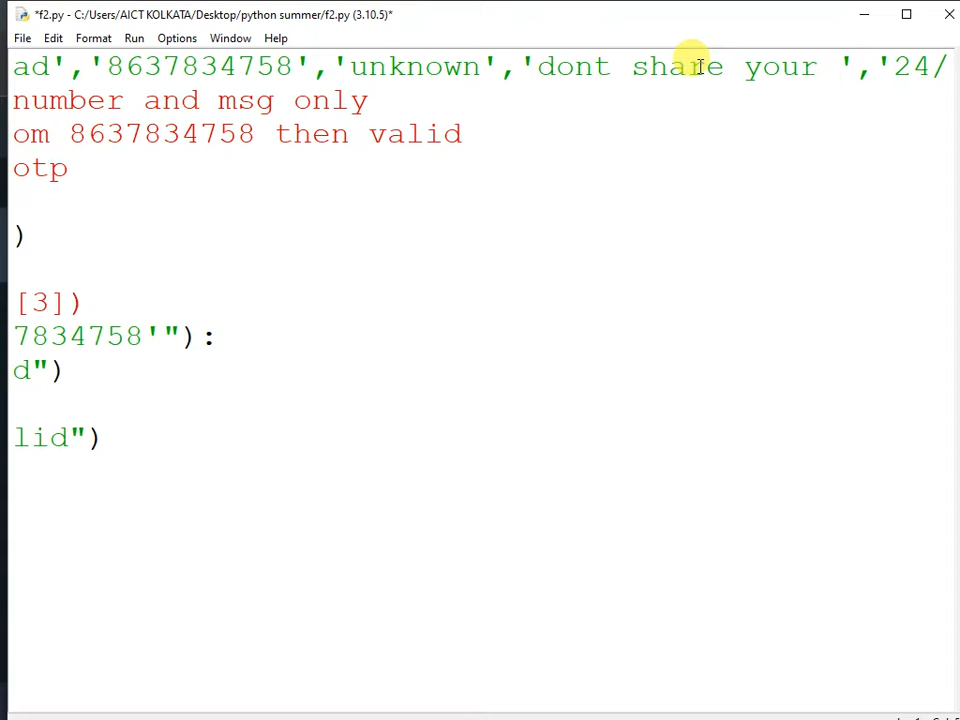 *f2.py - C:/Users/AICT KOLKATA/Desktop/python summer/f2.py (3.10.5)*
File Edit Format Run Options Window Help
ad','8637834758','unknown','dont share your ','24/
number and msg only
om 8637834758 then valid
otp
)
[3])
7834758'"):
d")
lid")